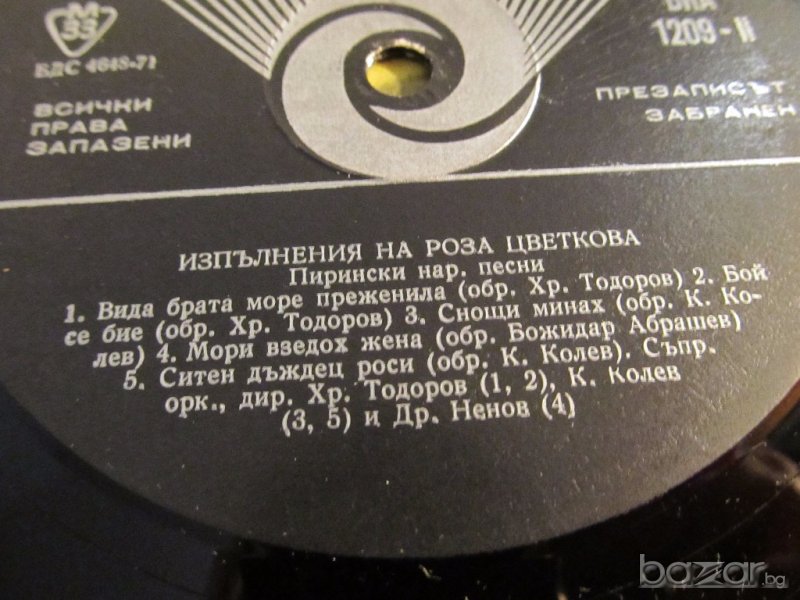 М
33
БДС 4648-71
1209-II
ВСИЧКИ
ПРАВА
ЗАПАЗЕНИ
ПРЕЗАПИСЪТ
ЗАБРАНЕН
ИЗПЪЛНЕНИЯ НА РОЗА ЦВЕТКОВА
Пирински нар. песни
1. Вида брата море преженила (обр. Хр. Тодоров) 2. Бой
се бие (обр. Хр. Тодоров) 3. Снощи минах (обр. К. Ко-
лев) 4. Мори взедох жена (обр. Божидар Абрашев)
5. Ситен дъждец роси (обр. К. Колев). Съпр.
орк., дир. Хр. Тодоров (1, 2), К. Колев
(3, 5) и Др. Ненов (4)
bazar.bg